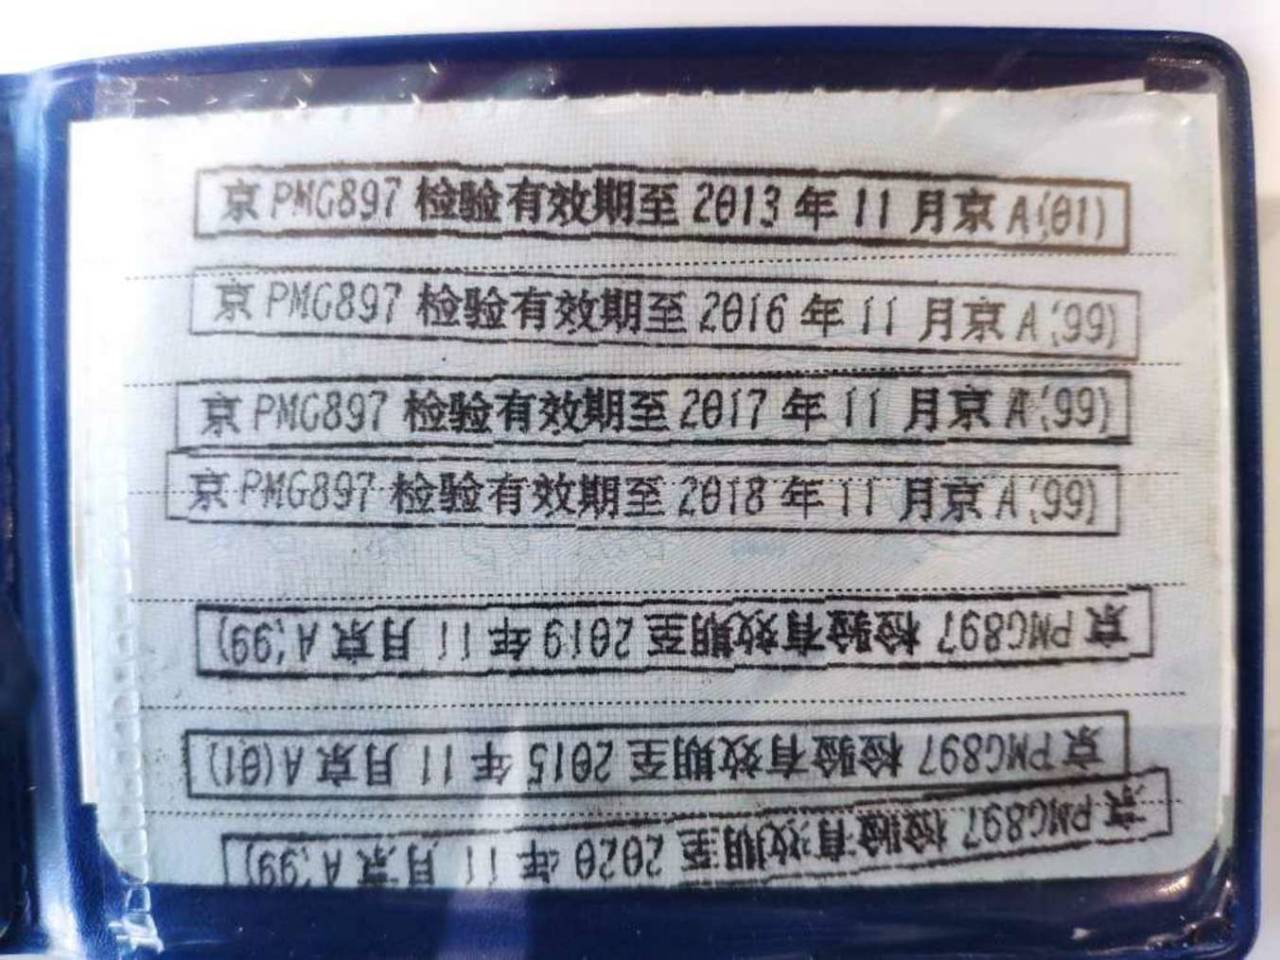 京PMG897检验有效期至2013年11月京A(01)
京PMG897检验有效期至2016年11月京A(99)
京PMG897检验有效期至2017年11月京A(99)
京PMG897检验有效期至2018年11月京A(99)
京PMG897检验有效期至2019年11月京A(99)
京PMG897检验有效期至2015年11月京A(01)
京PMG897检验有效期至2020年11月京A(99)